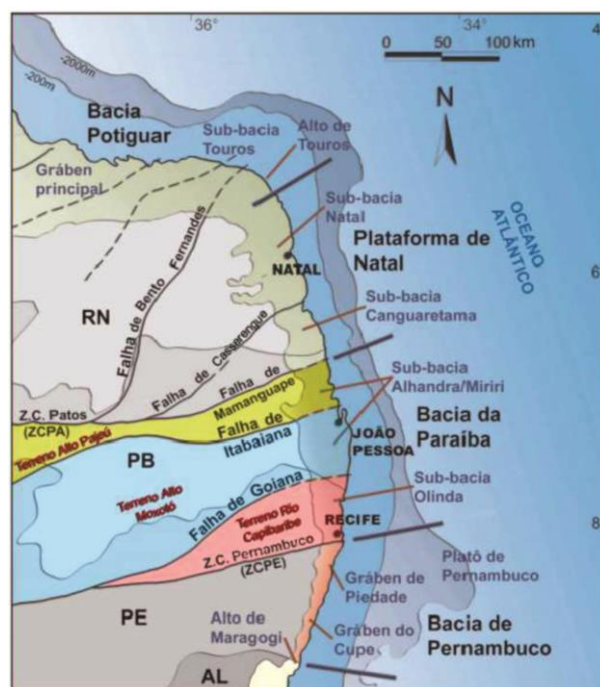 36°
34°
4
0 50 100 km
-2000m
-200m
N
Bacia
Potiguar
Sub-bacia
Touros
Alto de
Touros
Gráben
principal
Sub-bacia
Natal
OCEANO
ATLÂNTICO
Plataforma de
Natal
NATAL
6
Falha de Bento Fernandes
RN
Sub-bacia
Canguaretama
Falha de Casserengue
Falha de
Mamanguape
Sub-bacia
Alhandra/Miriri
Z.C. Patos
(ZCPA)
Falha de
Itabaiana
Bacia da
Paraíba
JOÃO
PESSOA
Terreno Alto Pajeú
PB
Sub-bacia
Olinda
Terreno Alto
Moxotó
Falha de Goiana
Terreno Rio
Capibaribe
RECIFE
8
Z.C. Pernambuco
(ZCPE)
Platô de
Pernambuco
Gráben de
Piedade
PE
Alto de
Maragogi
Gráben do
Cupe
Bacia de
Pernambuco
AL